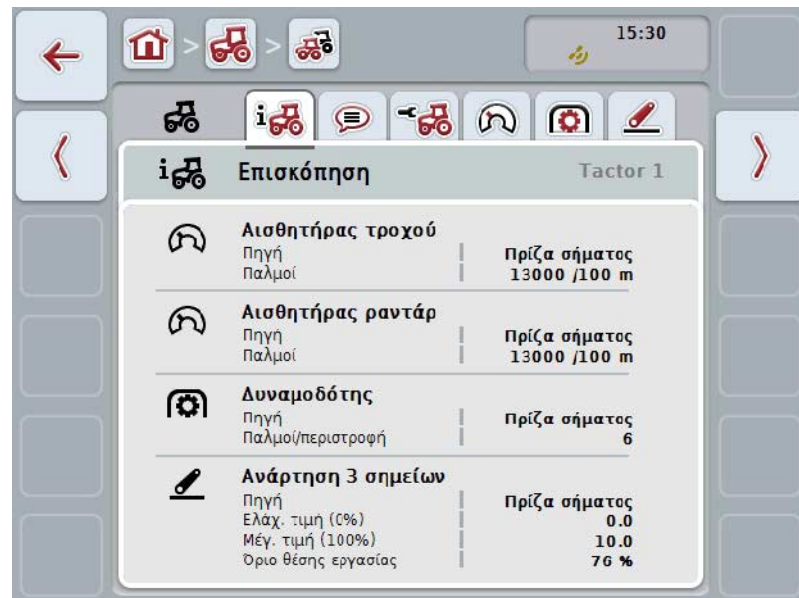 15:30
Επισκόπηση Tactor 1
Αισθητήρας τροχού
Πηγή Πρίζα σήματος
Παλμοί 13000 /100 m
Αισθητήρας ραντάρ
Πηγή Πρίζα σήματος
Παλμοί 13000 /100 m
Δυναμοδότης
Πηγή Πρίζα σήματος
Παλμοί/περιστροφή 6
Ανάρτηση 3 σημείων
Πηγή Πρίζα σήματος
Ελάχ. τιμή (0%) 0.0
Μέγ. τιμή (100%) 10.0
Όριο θέσης εργασίας 76 %